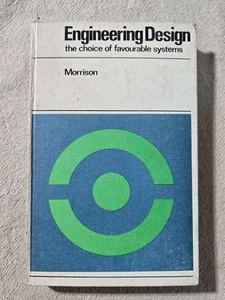 Engineering Design
the choice of favourable systems
Morrison